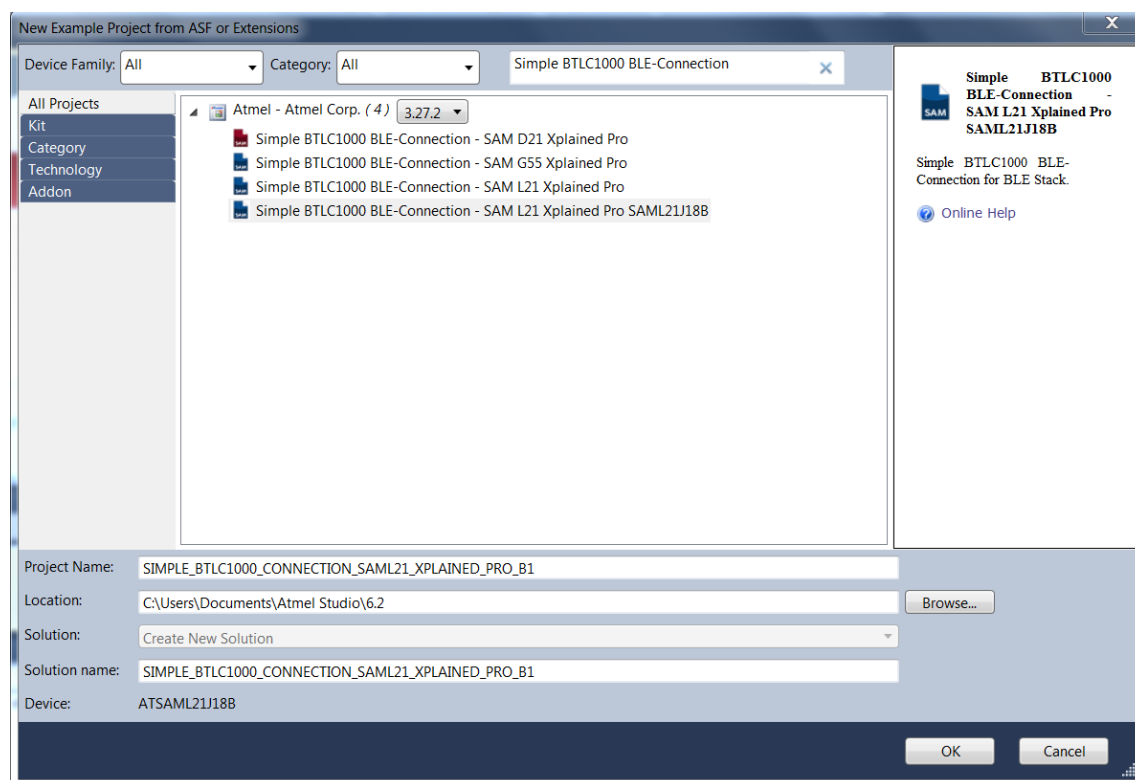 New Example Project from ASF or Extensions
X
Device Family: All Category: All Simple BTLC1000 BLE-Connection
All Projects
Kit
Category
Technology
Addon
Atmel - Atmel Corp. (4) 3.27.2
Simple BTLC1000 BLE-Connection - SAM D21 Xplained Pro
Simple BTLC1000 BLE-Connection - SAM G55 Xplained Pro
Simple BTLC1000 BLE-Connection - SAM L21 Xplained Pro
Simple BTLC1000 BLE-Connection - SAM L21 Xplained Pro SAML21J18B
SAM
Simple BTLC1000
BLE-Connection -
SAM L21 Xplained Pro
SAML21J18B
Simple BTLC1000 BLE-
Connection for BLE Stack.
Online Help
Project Name: SIMPLE_BTLC1000_CONNECTION_SAML21_XPLAINED_PRO_B1
Location: C:\Users\Documents\Atmel Studio\6.2 Browse...
Solution: Create New Solution
Solution name: SIMPLE_BTLC1000_CONNECTION_SAML21_XPLAINED_PRO_B1
Device: ATSAML21J18B
OK Cancel